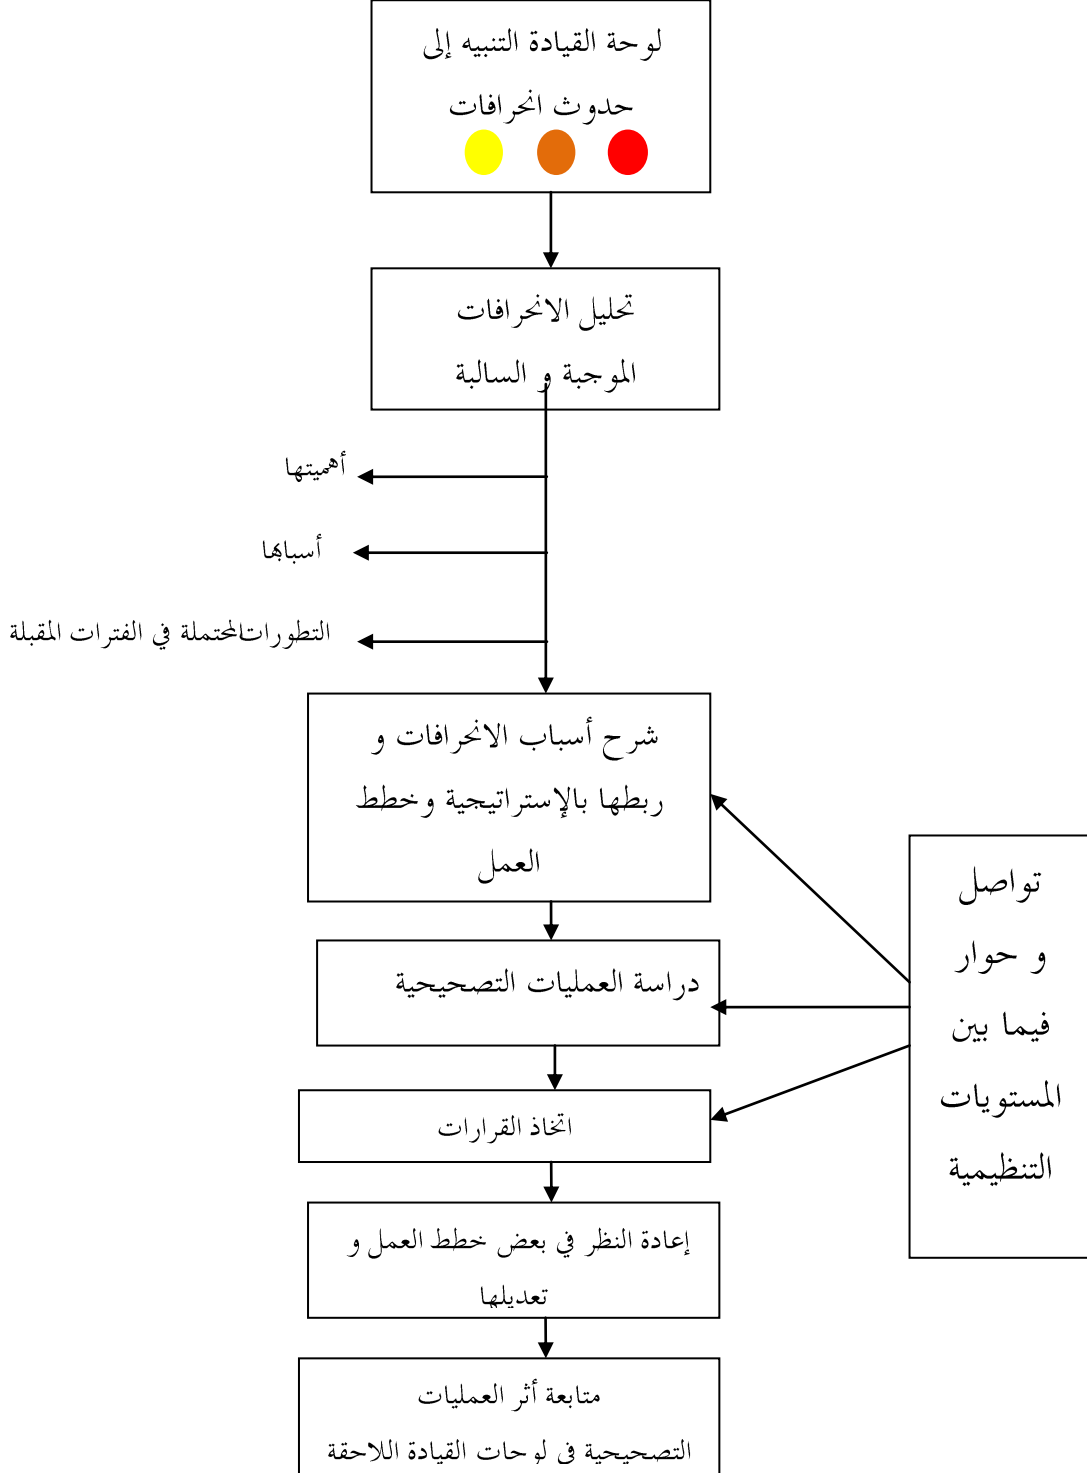 لوحة القيادة التنبيه إلى
حدوث انحرافات
تحليل الانحرافات
الموجبة و السالبة
أهميتها
أسبابها
التطورات المحتملة في الفترات المقبلة
شرح أسباب الانحرافات و
ربطها بالإستراتيجية وخطط
العمل
تواصل
و حوار
فيما بين
المستويات
التنظيمية
دراسة العمليات التصحيحية
اتخاذ القرارات
إعادة النظر في بعض خطط العمل و
تعديلها
متابعة أثر العمليات
التصحيحية في لوحات القيادة اللاحقة